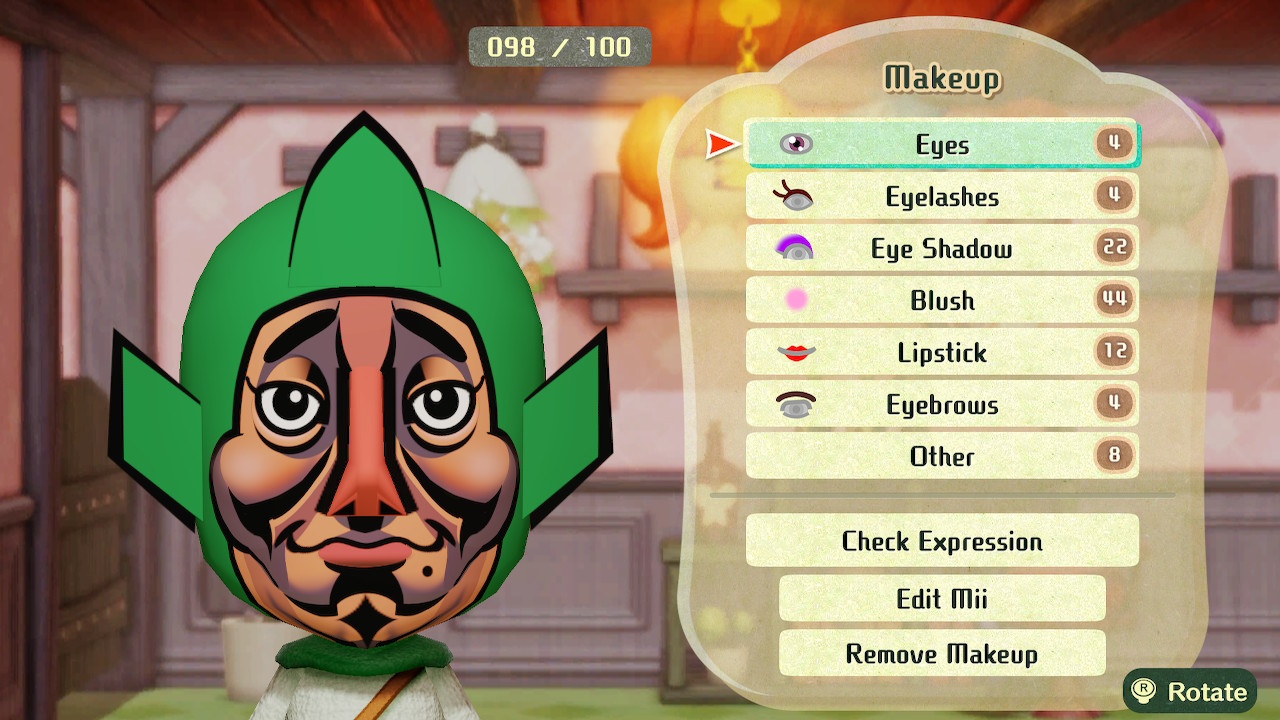 098 / 100
Makeup
Eyes 4
Eyelashes 4
Eye Shadow 22
Blush 44
Lipstick 12
Eyebrows 4
Other 8
Check Expression
Edit Mii
Remove Makeup
R Rotate